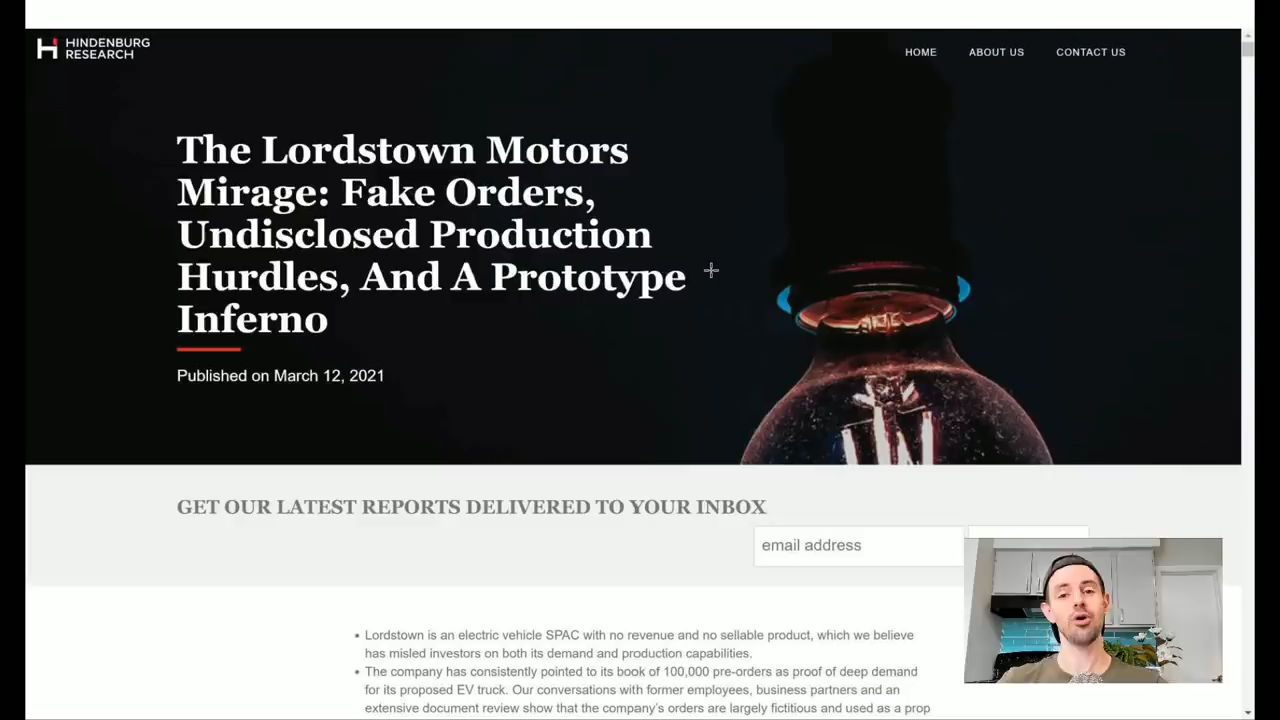 HINDENBURG
RESEARCH
HOME
ABOUT US
CONTACT US
The Lordstown Motors
Mirage: Fake Orders,
Undisclosed Production
Hurdles, And A Prototype
Inferno
Published on March 12, 2021
GET OUR LATEST REPORTS DELIVERED TO YOUR INBOX
email address
• Lordstown is an electric vehicle SPAC with no revenue and no sellable product, which we believe
has misled investors on both its demand and production capabilities.
• The company has consistently pointed to its book of 100,000 pre-orders as proof of deep demand
for its proposed EV truck. Our conversations with former employees, business partners and an
extensive document review show that the company's orders are largely fictitious and used as a prop